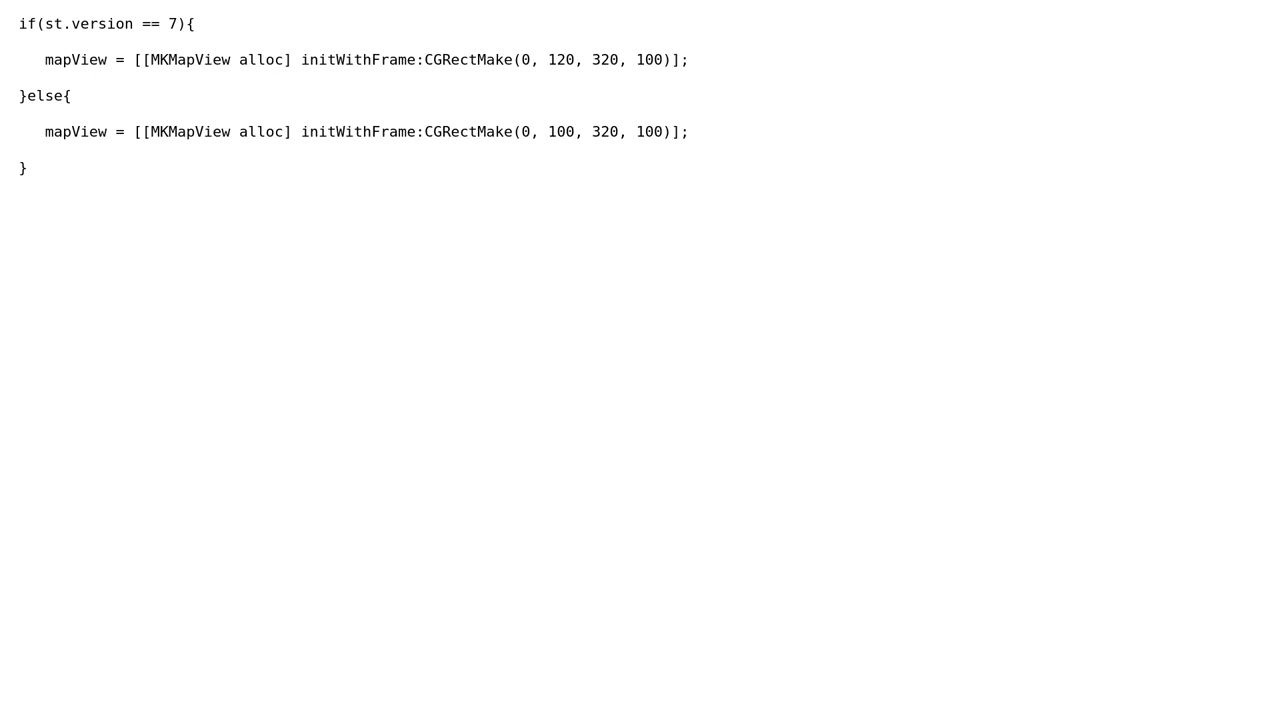 if(st.version == 7){
   mapView = [[MKMapView alloc] initWithFrame:CGRectMake(0, 120, 320, 100)];
}else{
   mapView = [[MKMapView alloc] initWithFrame:CGRectMake(0, 100, 320, 100)];
}